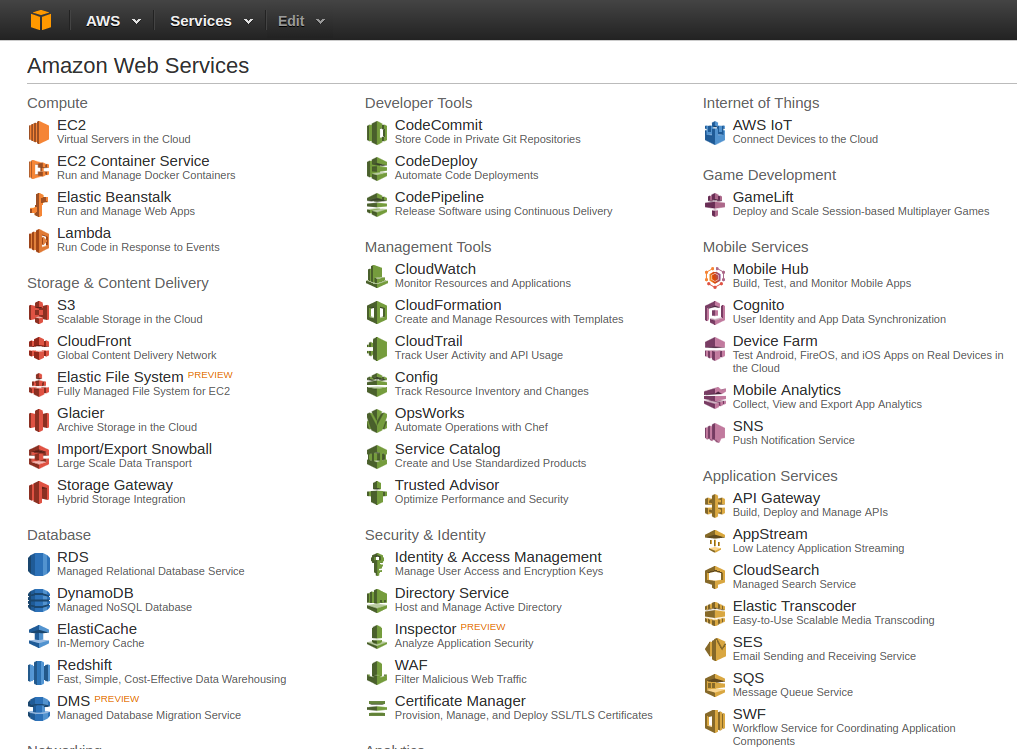 AWS
Services
Edit
Amazon Web Services
Compute
EC2
Virtual Servers in the Cloud
EC2 Container Service
Run and Manage Docker Containers
Elastic Beanstalk
Run and Manage Web Apps
Lambda
Run Code in Response to Events
Storage & Content Delivery
S3
Scalable Storage in the Cloud
CloudFront
Global Content Delivery Network
Elastic File System PREVIEW
Fully Managed File System for EC2
Glacier
Archive Storage in the Cloud
Import/Export Snowball
Large Scale Data Transport
Storage Gateway
Hybrid Storage Integration
Database
RDS
Managed Relational Database Service
DynamoDB
Managed NoSQL Database
ElastiCache
In-Memory Cache
Redshift
Fast, Simple, Cost-Effective Data Warehousing
DMS PREVIEW
Managed Database Migration Service
Networking
Developer Tools
CodeCommit
Store Code in Private Git Repositories
CodeDeploy
Automate Code Deployments
CodePipeline
Release Software using Continuous Delivery
Management Tools
CloudWatch
Monitor Resources and Applications
CloudFormation
Create and Manage Resources with Templates
CloudTrail
Track User Activity and API Usage
Config
Track Resource Inventory and Changes
OpsWorks
Automate Operations with Chef
Service Catalog
Create and Use Standardized Products
Trusted Advisor
Optimize Performance and Security
Security & Identity
Identity & Access Management
Manage User Access and Encryption Keys
Directory Service
Host and Manage Active Directory
Inspector PREVIEW
Analyze Application Security
WAF
Filter Malicious Web Traffic
Certificate Manager
Provision, Manage, and Deploy SSL/TLS Certificates
Analytics
Internet of Things
AWS IoT
Connect Devices to the Cloud
Game Development
GameLift
Deploy and Scale Session-based Multiplayer Games
Mobile Services
Mobile Hub
Build, Test, and Monitor Mobile Apps
Cognito
User Identity and App Data Synchronization
Device Farm
Test Android, FireOS, and iOS Apps on Real Devices in
the Cloud
Mobile Analytics
Collect, View and Export App Analytics
SNS
Push Notification Service
Application Services
API Gateway
Build, Deploy and Manage APIs
AppStream
Low Latency Application Streaming
CloudSearch
Managed Search Service
Elastic Transcoder
Easy-to-Use Scalable Media Transcoding
SES
Email Sending and Receiving Service
SQS
Message Queue Service
SWF
Workflow Service for Coordinating Application
Components